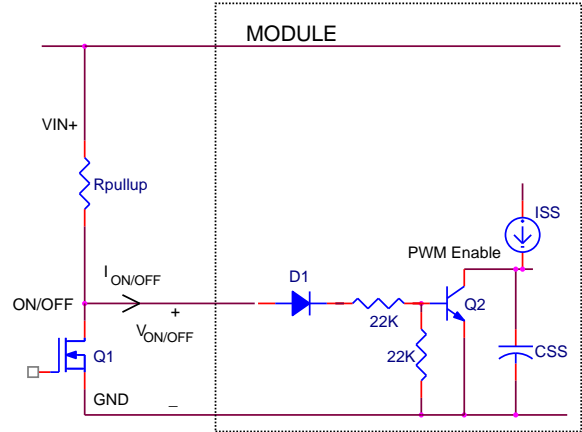 MODULE
VIN+
Rpullup
ISS
PWM Enable
I ON/OFF
D1
ON/OFF
+
22K
Q2
V ON/OFF
Q1
22K
CSS
GND
_